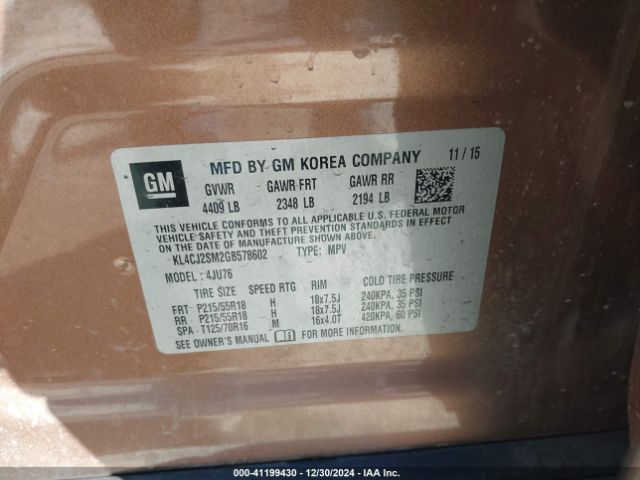 GM
MFD BY GM KOREA COMPANY 11/15
GVWR GAWR FRT GAWR RR
4409 LB 2348 LB 2194 LB
THIS VEHICLE CONFORMS TO ALL APPLICABLE U.S. FEDERAL MOTOR
VEHICLE SAFETY AND THEFT PREVENTION STANDARDS IN EFFECT
ON THE DATE OF MANUFACTURE SHOWN ABOVE.
KL4CJ2SM2GB578602 TYPE: MPV
MODEL: 4JU76
TIRE SIZE SPEED RTG RIM COLD TIRE PRESSURE
FRT P215/55R18 H 18x7.5J 240KPA, 35 PSI
RR P215/55R18 H 18x7.5J 240KPA, 35 PSI
SPA T125/70R16 M 16x4.0T 420KPA, 60 PSI
SEE OWNER'S MANUAL FOR MORE INFORMATION.
000-41199430 - 12/30/2024 - IAAI.COM